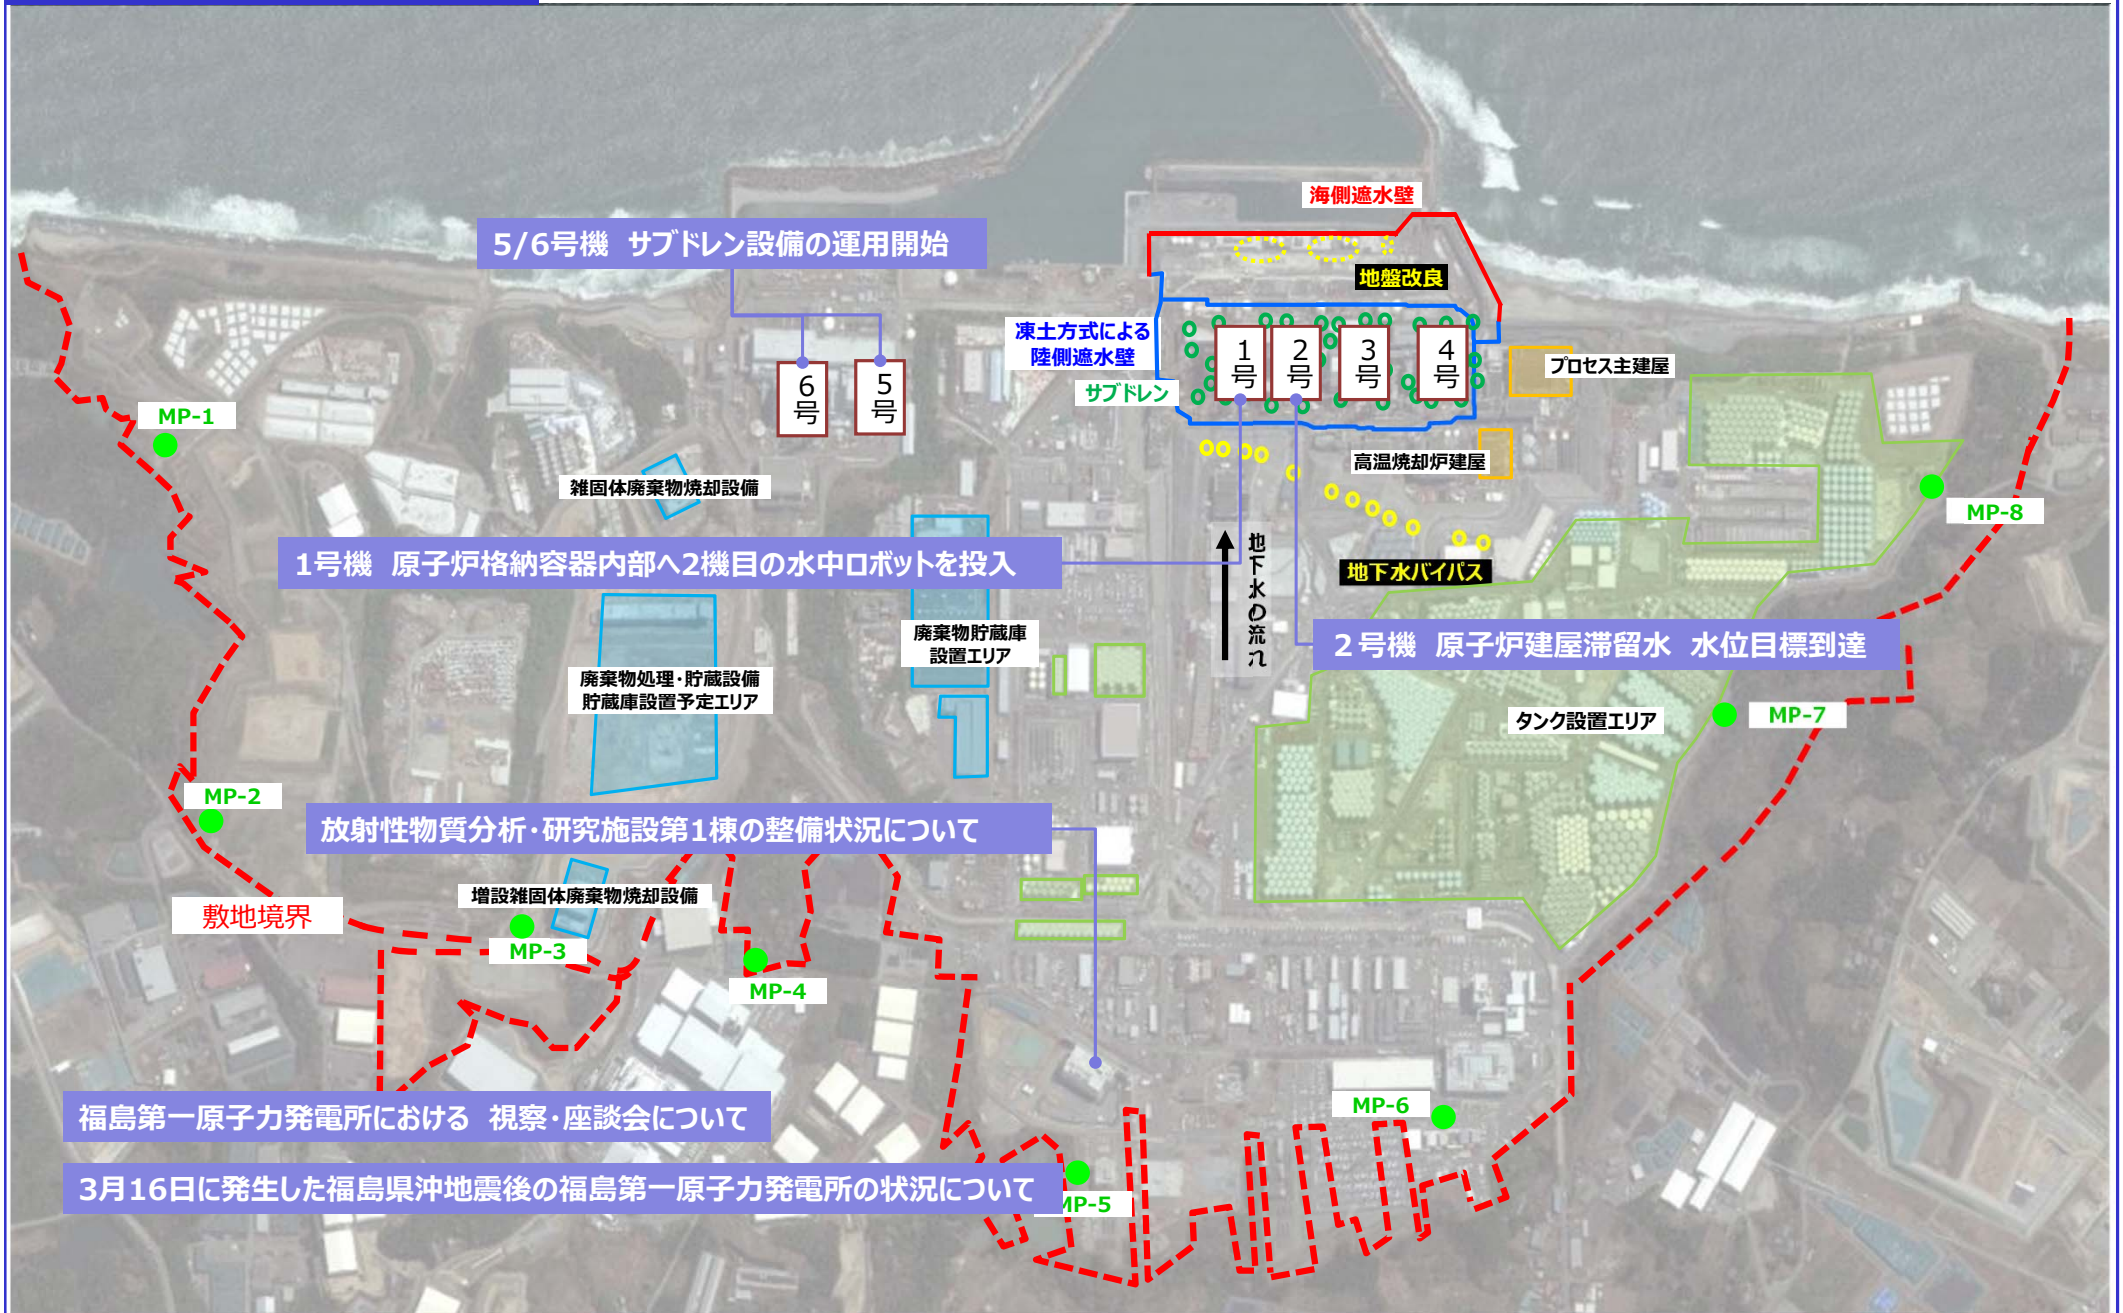 海側遮水壁
5/6号機 サブドレン設備の運用開始
地盤改良
凍土方式による
陸側遮水壁
サブドレン
1号
2号
3号
4号
プロセス主建屋
6号
5号
MP-1
高温焼却炉建屋
雑固体廃棄物焼却設備
MP-8
1号機 原子炉格納容器内部へ2機目の水中ロボットを投入
地下水の流れ
地下水バイパス
廃棄物貯蔵庫
設置エリア
2号機 原子炉建屋滞留水 水位目標到達
廃棄物処理・貯蔵設備
貯蔵庫設置予定エリア
タンク設置エリア
MP-7
MP-2
放射性物質分析・研究施設第1棟の整備状況について
増設雑固体廃棄物焼却設備
敷地境界
MP-3
MP-4
福島第一原子力発電所における 視察・座談会について
MP-6
3月16日に発生した福島県沖地震後の福島第一原子力発電所の状況について
MP-5